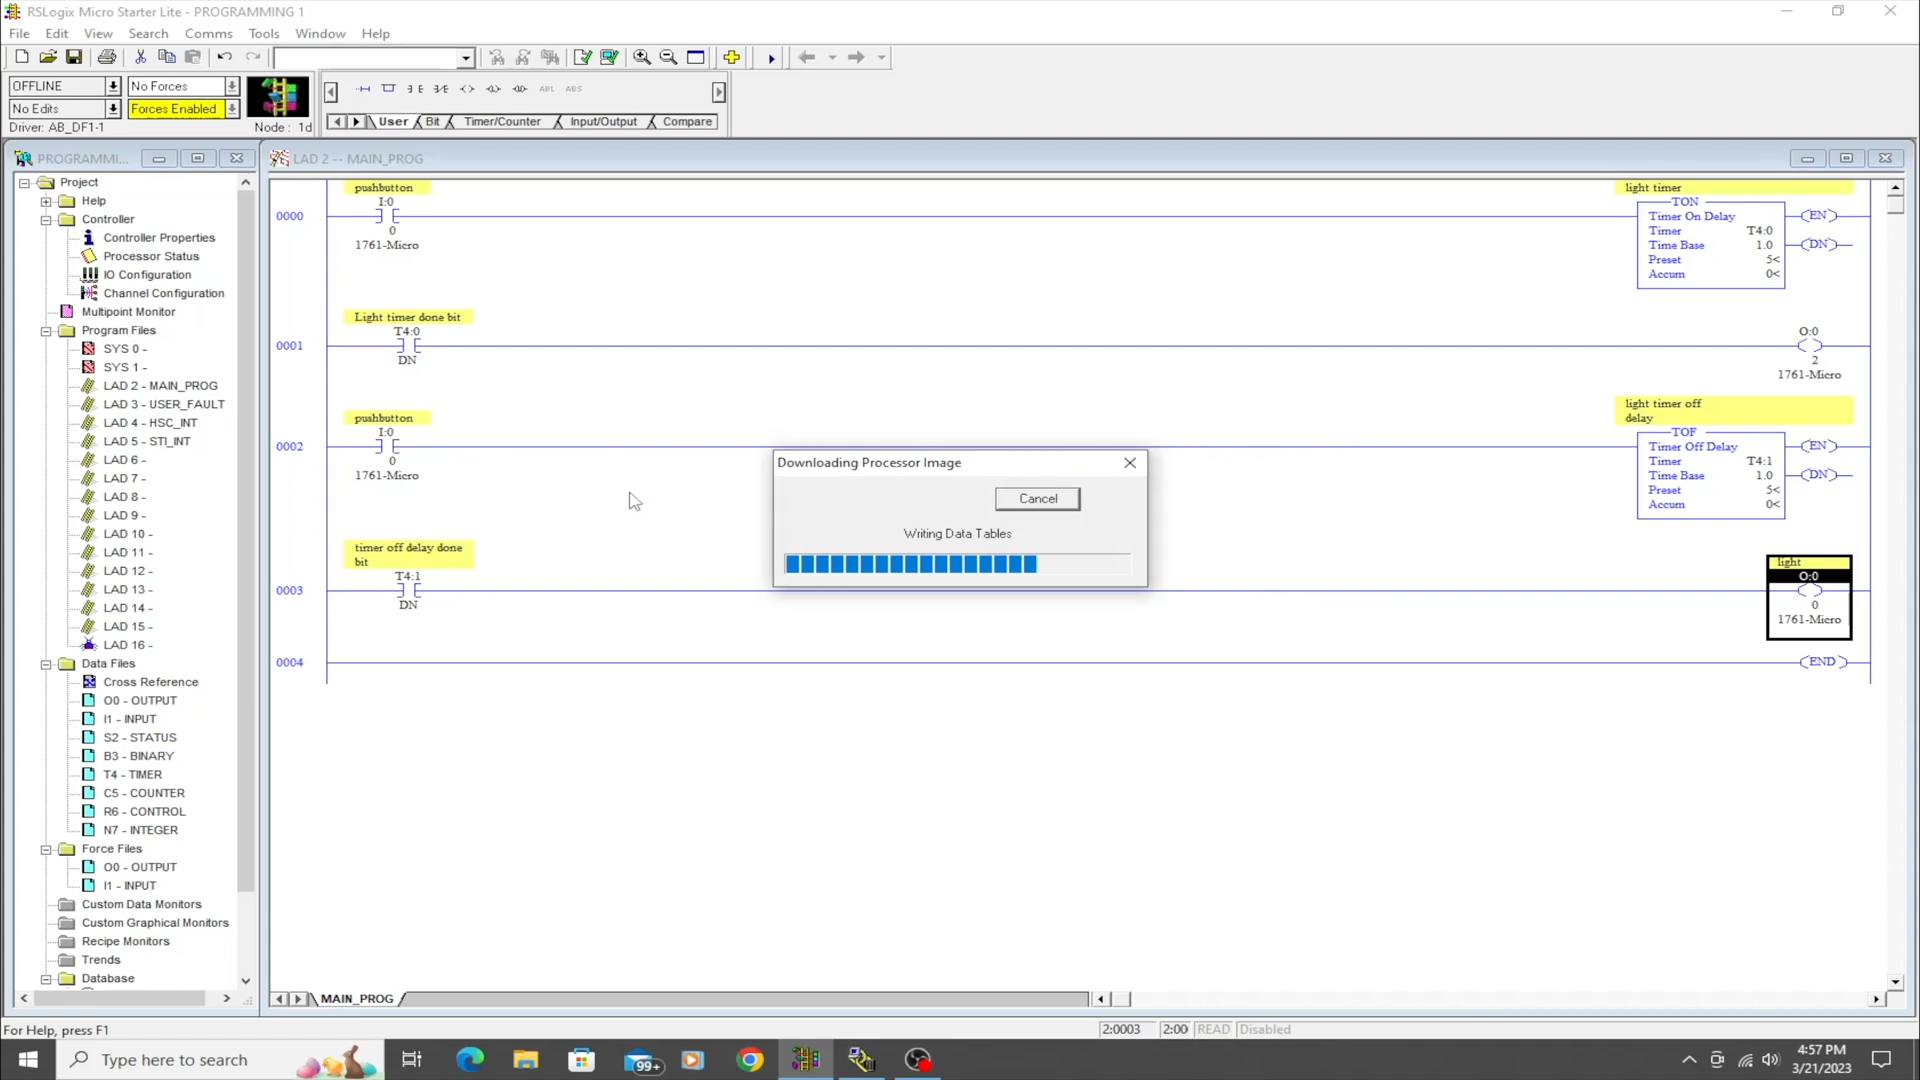 RSLogix Micro Starter Lite - PROGRAMMING 1
File Edit View Search Comms Tools Window Help
OFFLINE No Forces
No Edits Forces Enabled
Driver: AB_DF1-1 Node : 1d
ABL ABS
User Bit Timer/Counter Input/Output Compare
PROGRAMMI...
Project
Help
Controller
Controller Properties
Processor Status
IO Configuration
Channel Configuration
Multipoint Monitor
Program Files
SYS 0 -
SYS 1 -
LAD 2 - MAIN_PROG
LAD 3 - USER_FAULT
LAD 4 - HSC_INT
LAD 5 - STI_INT
LAD 6 -
LAD 7 -
LAD 8 -
LAD 9 -
LAD 10 -
LAD 11 -
LAD 12 -
LAD 13 -
LAD 14 -
LAD 15 -
LAD 16 -
Data Files
Cross Reference
O0 - OUTPUT
I1 - INPUT
S2 - STATUS
B3 - BINARY
T4 - TIMER
C5 - COUNTER
R6 - CONTROL
N7 - INTEGER
Force Files
O0 - OUTPUT
I1 - INPUT
Custom Data Monitors
Custom Graphical Monitors
Recipe Monitors
Trends
Database
LAD 2 -- MAIN_PROG
pushbutton
I:0
0000
0
1761-Micro
light timer
TON
Timer On Delay EN
Timer T4:0
Time Base 1.0 DN
Preset 5<
Accum 0<
Light timer done bit
T4:0
0001
DN
O:0
2
1761-Micro
pushbutton
I:0
0002
0
1761-Micro
light timer off
delay
TOF
Timer Off Delay EN
Timer T4:1
Time Base 1.0 DN
Preset 5<
Accum 0<
timer off delay done
bit
T4:1
0003
DN
light
O:0
0
1761-Micro
0004 END
Downloading Processor Image
Cancel
Writing Data Tables
MAIN_PROG
For Help, press F1 2:0003 2:00 READ Disabled
Type here to search 99+ 4:57 PM
3/21/2023